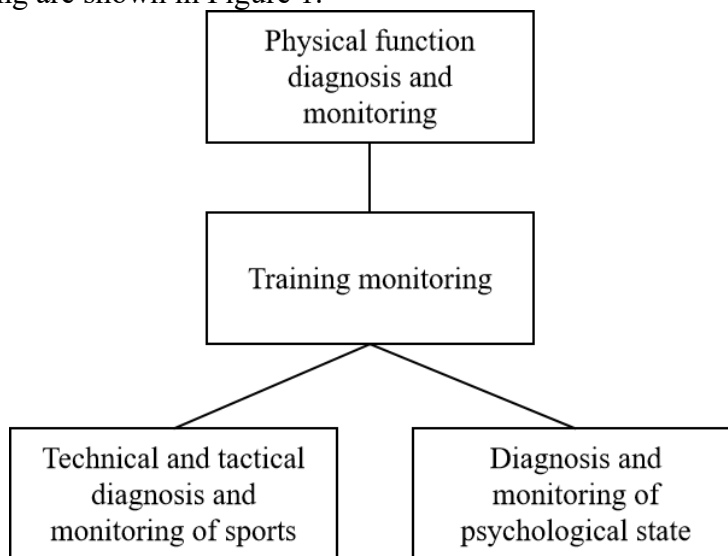 ng are shown in Figure 1.
Physical function
diagnosis and
monitoring
Training monitoring
Technical and tactical
diagnosis and
monitoring of sports
Diagnosis and
monitoring of
psychological state